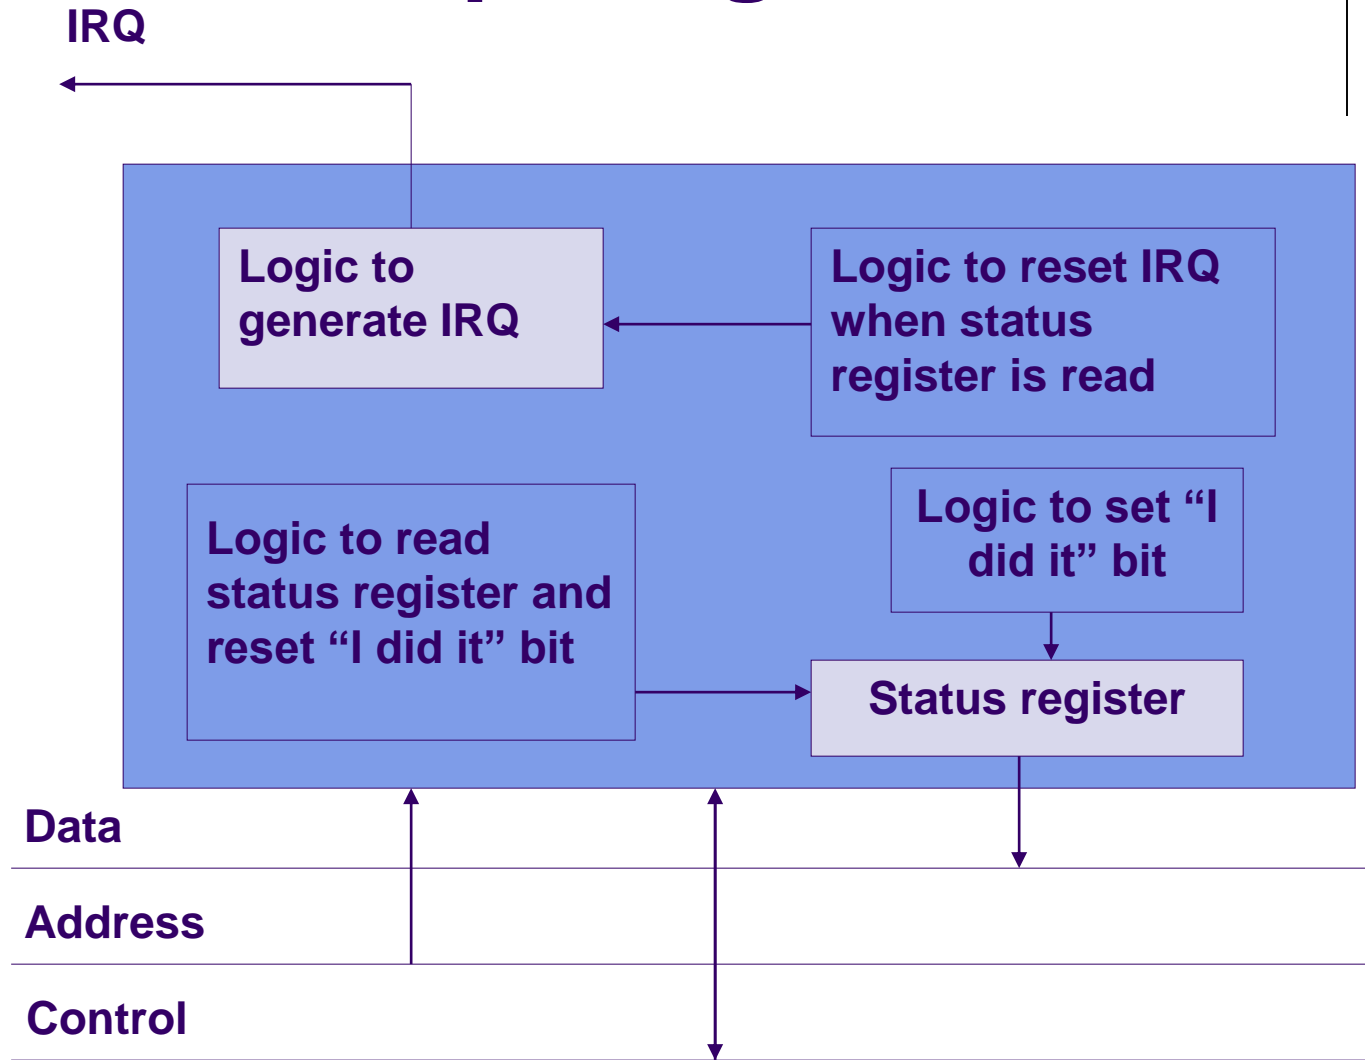 IRQ
Logic to
generate IRQ
Logic to reset IRQ
when status
register is read
Logic to read
status register and
reset “I did it” bit
Logic to set “I
did it” bit
Status register
Data
Address
Control